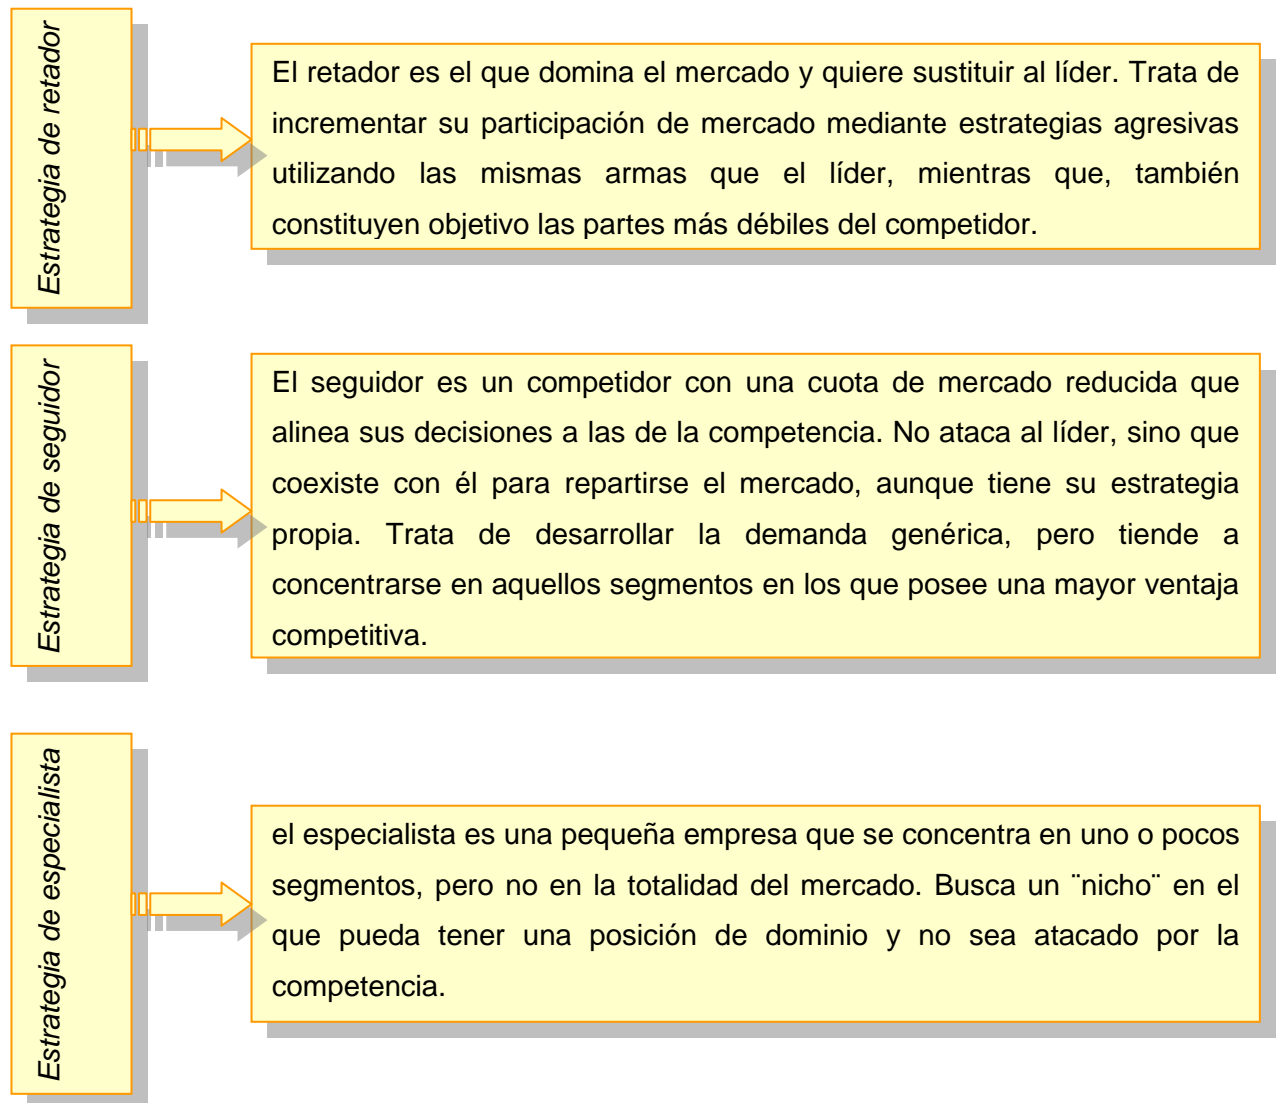 Estrategia de retador
El retador es el que domina el mercado y quiere sustituir al líder. Trata de
incrementar su participación de mercado mediante estrategias agresivas
utilizando las mismas armas que el líder, mientras que, también
constituyen objetivo las partes más débiles del competidor.
Estrategia de seguidor
El seguidor es un competidor con una cuota de mercado reducida que
alinea sus decisiones a las de la competencia. No ataca al líder, sino que
coexiste con él para repartirse el mercado, aunque tiene su estrategia
propia. Trata de desarrollar la demanda genérica, pero tiende a
concentrarse en aquellos segmentos en los que posee una mayor ventaja
competitiva.
Estrategia de especialista
el especialista es una pequeña empresa que se concentra en uno o pocos
segmentos, pero no en la totalidad del mercado. Busca un ¨nicho¨ en el
que pueda tener una posición de dominio y no sea atacado por la
competencia.